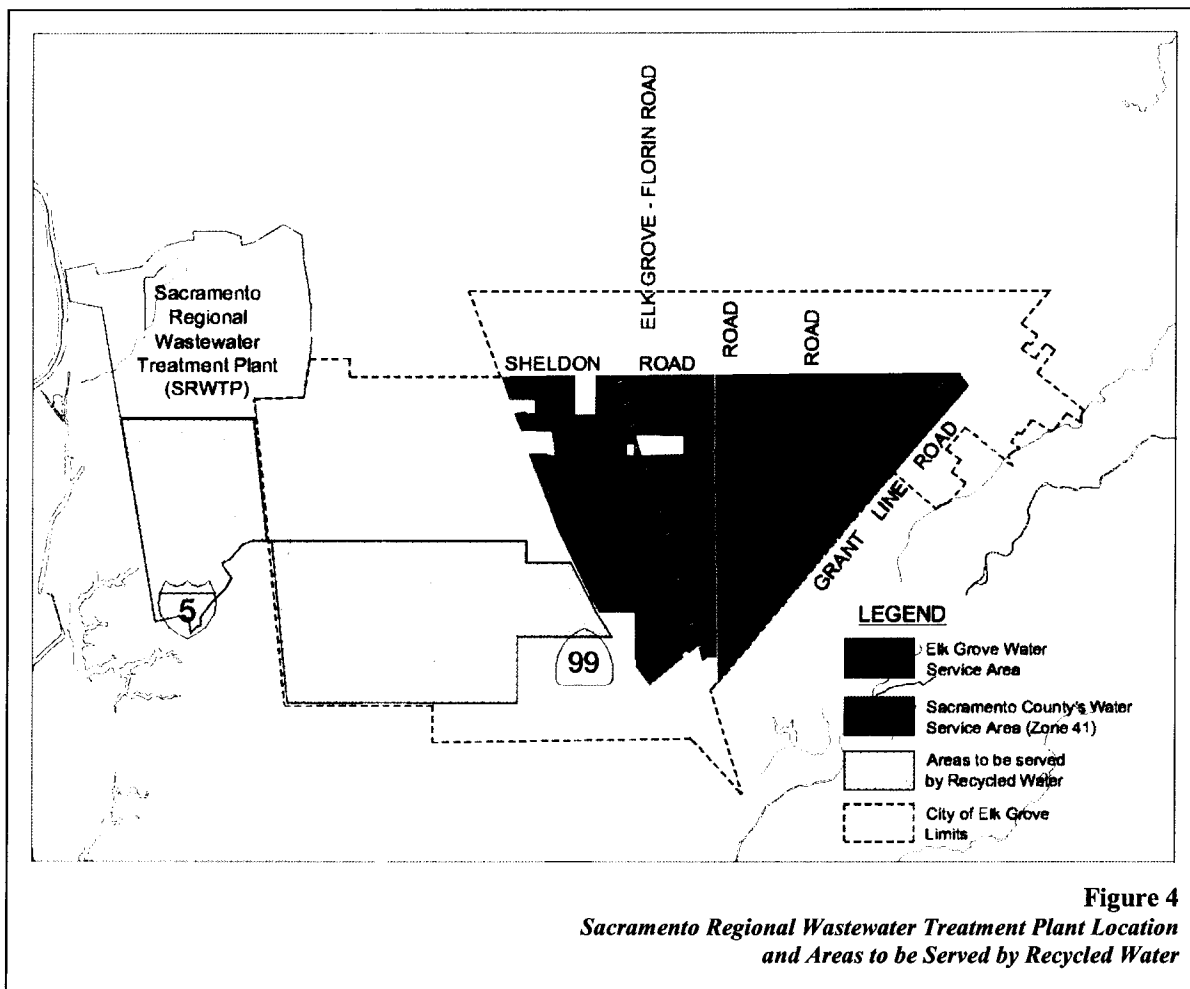 ELK GROVE - FLORIN ROAD
Sacramento
Regional
Wastewater
Treatment Plant
(SRWTP)
SHELDON ROAD
ROAD
ROAD
GRANT LINE ROAD
5
99
LEGEND
Elk Grove Water
Service Area
Sacramento County's Water
Service Area (Zone 41)
Areas to be served
by Recycled Water
City of Elk Grove
Limits
Figure 4
Sacramento Regional Wastewater Treatment Plant Location
and Areas to be Served by Recycled Water